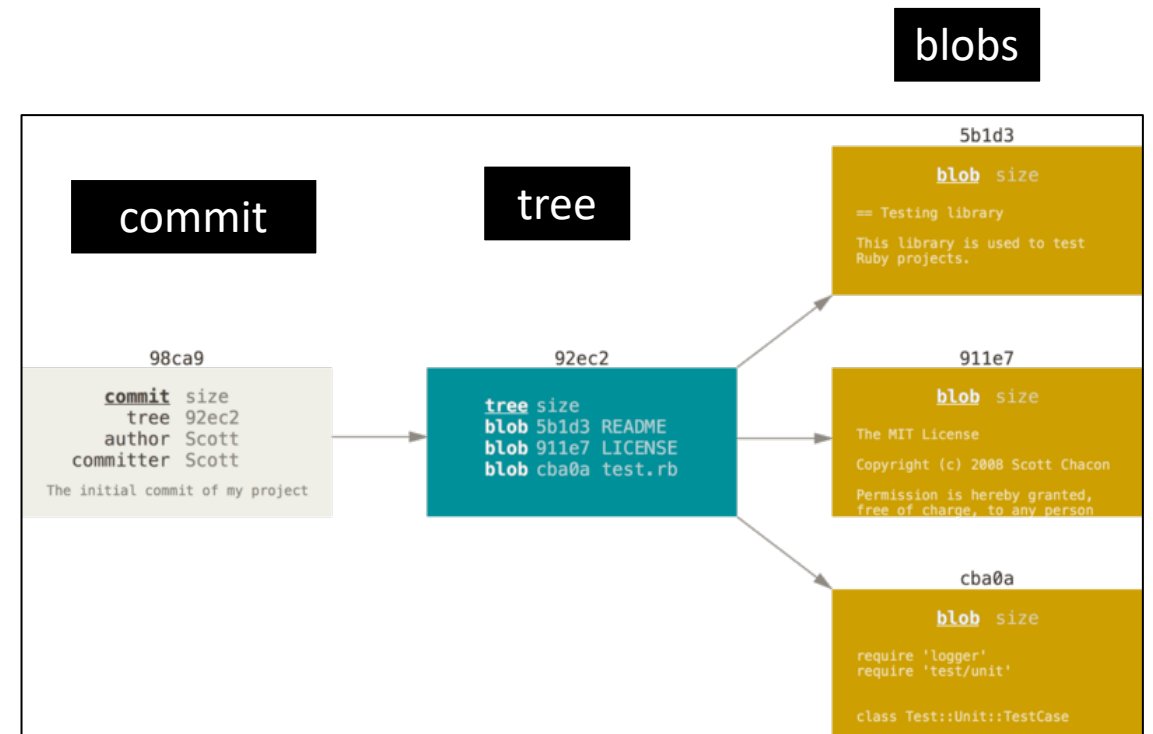 blobs
commit
tree
98ca9
commit size
tree 92ec2
author Scott
committer Scott
The initial commit of my project
92ec2
tree size
blob 5b1d3 README
blob 911e7 LICENSE
blob cba0a test.rb
5b1d3
blob size
== Testing library
This library is used to test
Ruby projects.
911e7
blob size
The MIT License
Copyright (c) 2008 Scott Chacon
Permission is hereby granted,
free of charge, to any person
cba0a
blob size
require 'logger'
require 'test/unit'
class Test::Unit::TestCase